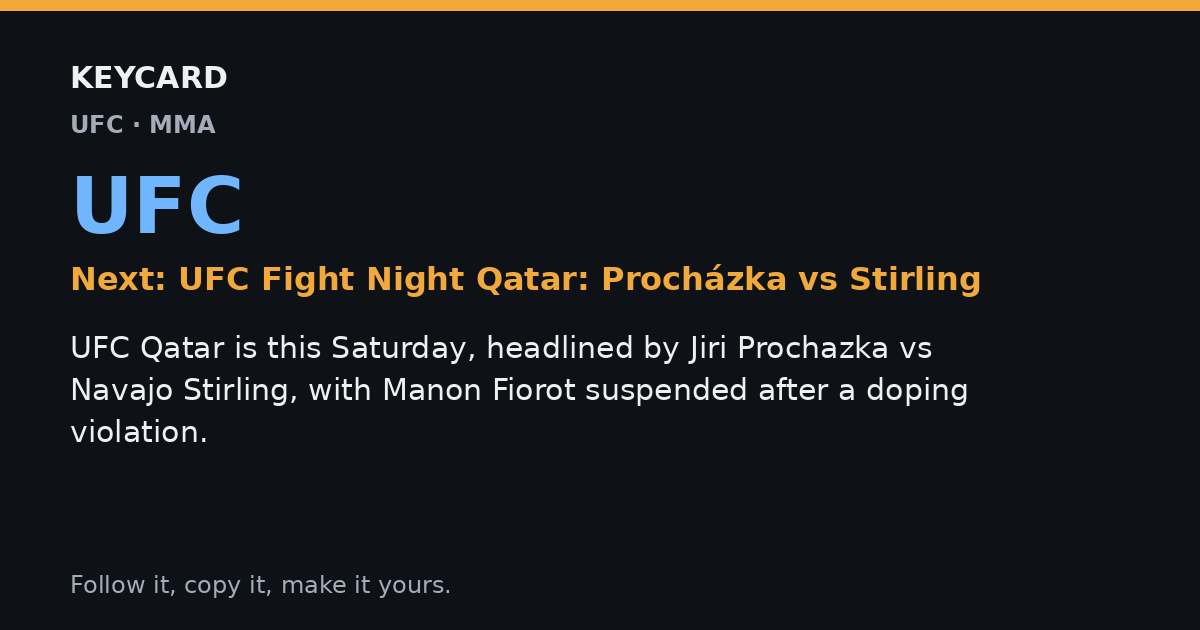 KEYCARD
UFC · MMA
UFC
Next: UFC Fight Night Qatar: Procházka vs Stirling
UFC Qatar is this Saturday, headlined by Jiri Prochazka vs
Navajo Stirling, with Manon Fiorot suspended after a doping
violation.
Follow it, copy it, make it yours.